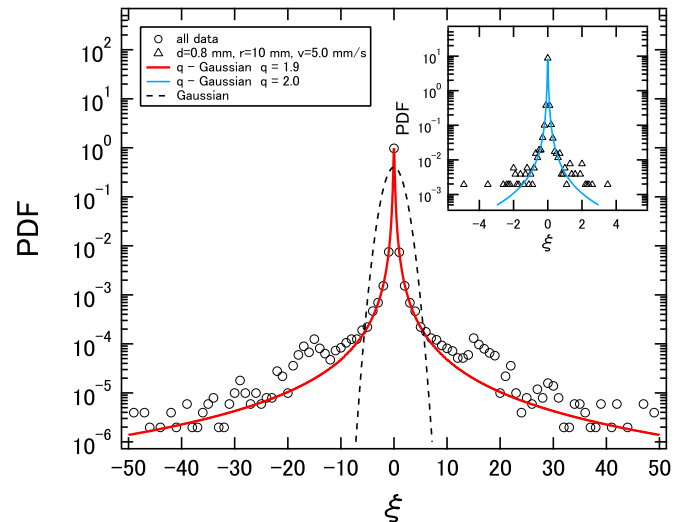 all data
d=0.8 mm, r=10 mm, v=5.0 mm/s
q - Gaussian q = 1.9
q - Gaussian q = 2.0
Gaussian
PDF
10^2
10^1
10^0
10^-1
10^-2
10^-3
10^-4
10^-5
10^-6
-50 -40 -30 -20 -10 0 10 20 30 40 50
ξ
PDF
10^1
10^0
10^-1
10^-2
10^-3
-4 -2 0 2 4
ξ